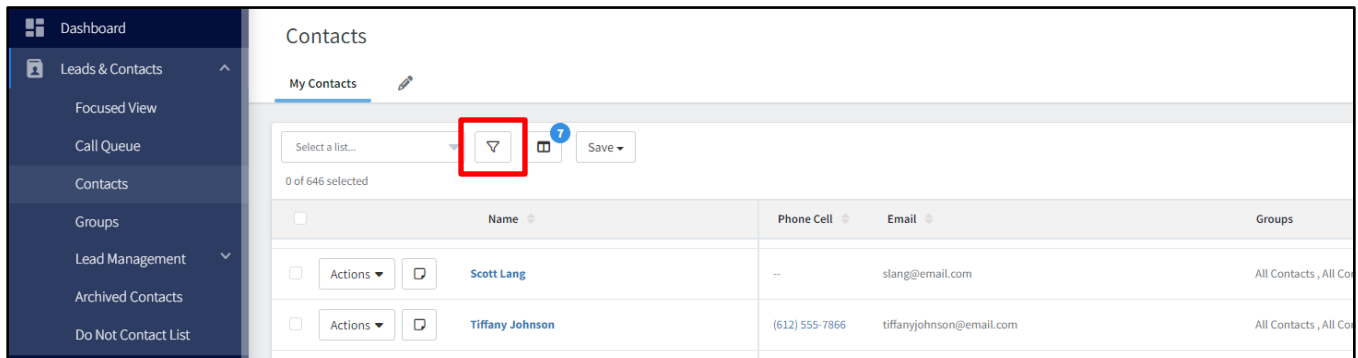 Dashboard
Leads & Contacts
Focused View
Call Queue
Contacts
Groups
Lead Management
Archived Contacts
Do Not Contact List
Contacts
My Contacts
Select a list...
7
Save
0 of 646 selected
Name Phone Cell Email Groups
Actions Scott Lang -- slang@email.com All Contacts , All
Actions Tiffany Johnson (612) 555-7866 tiffanyjohnson@email.com All Contacts , All